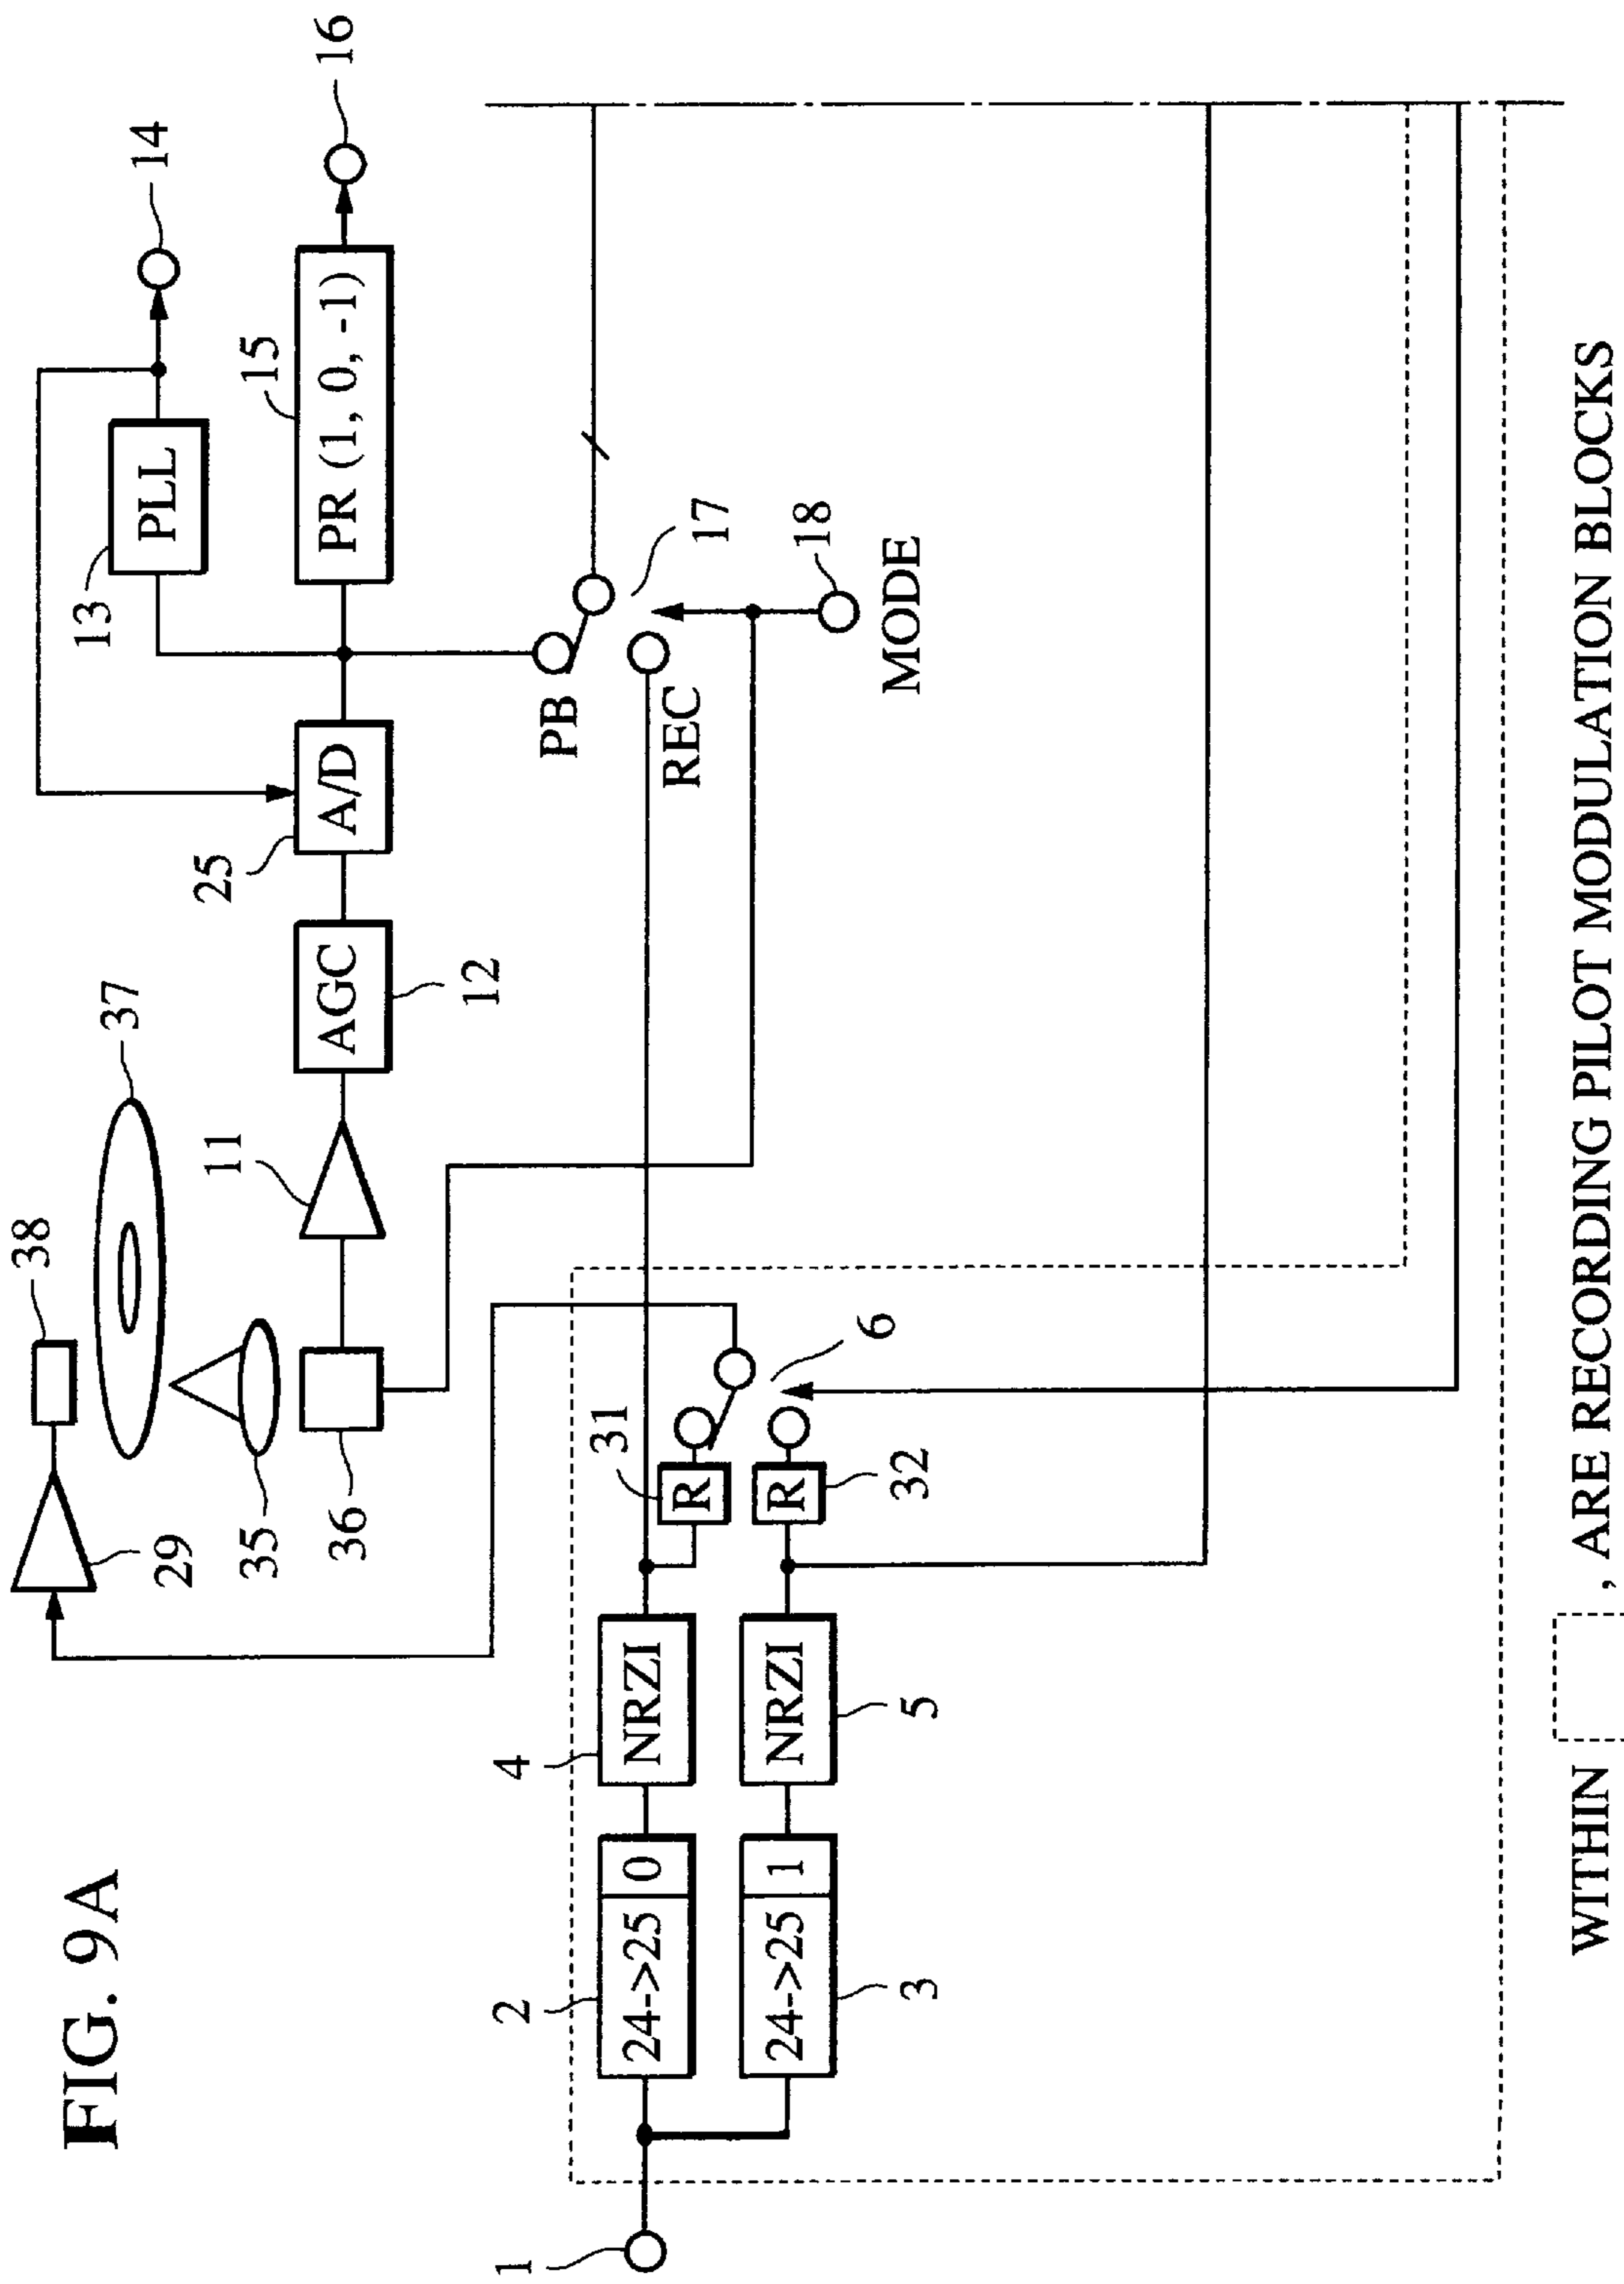 FIG. 9A
38
37
29
35
36
11
AGC
12
25
A/D
13
PLL
14
15
PR (1, 0, -1)
16
PB
REC
17
18
MODE
1
2
24->25 0
4
NRZI
31
R
6
3
24->25 1
5
NRZI
R
32
WITHIN , ARE RECORDING PILOT MODULATION BLOCKS